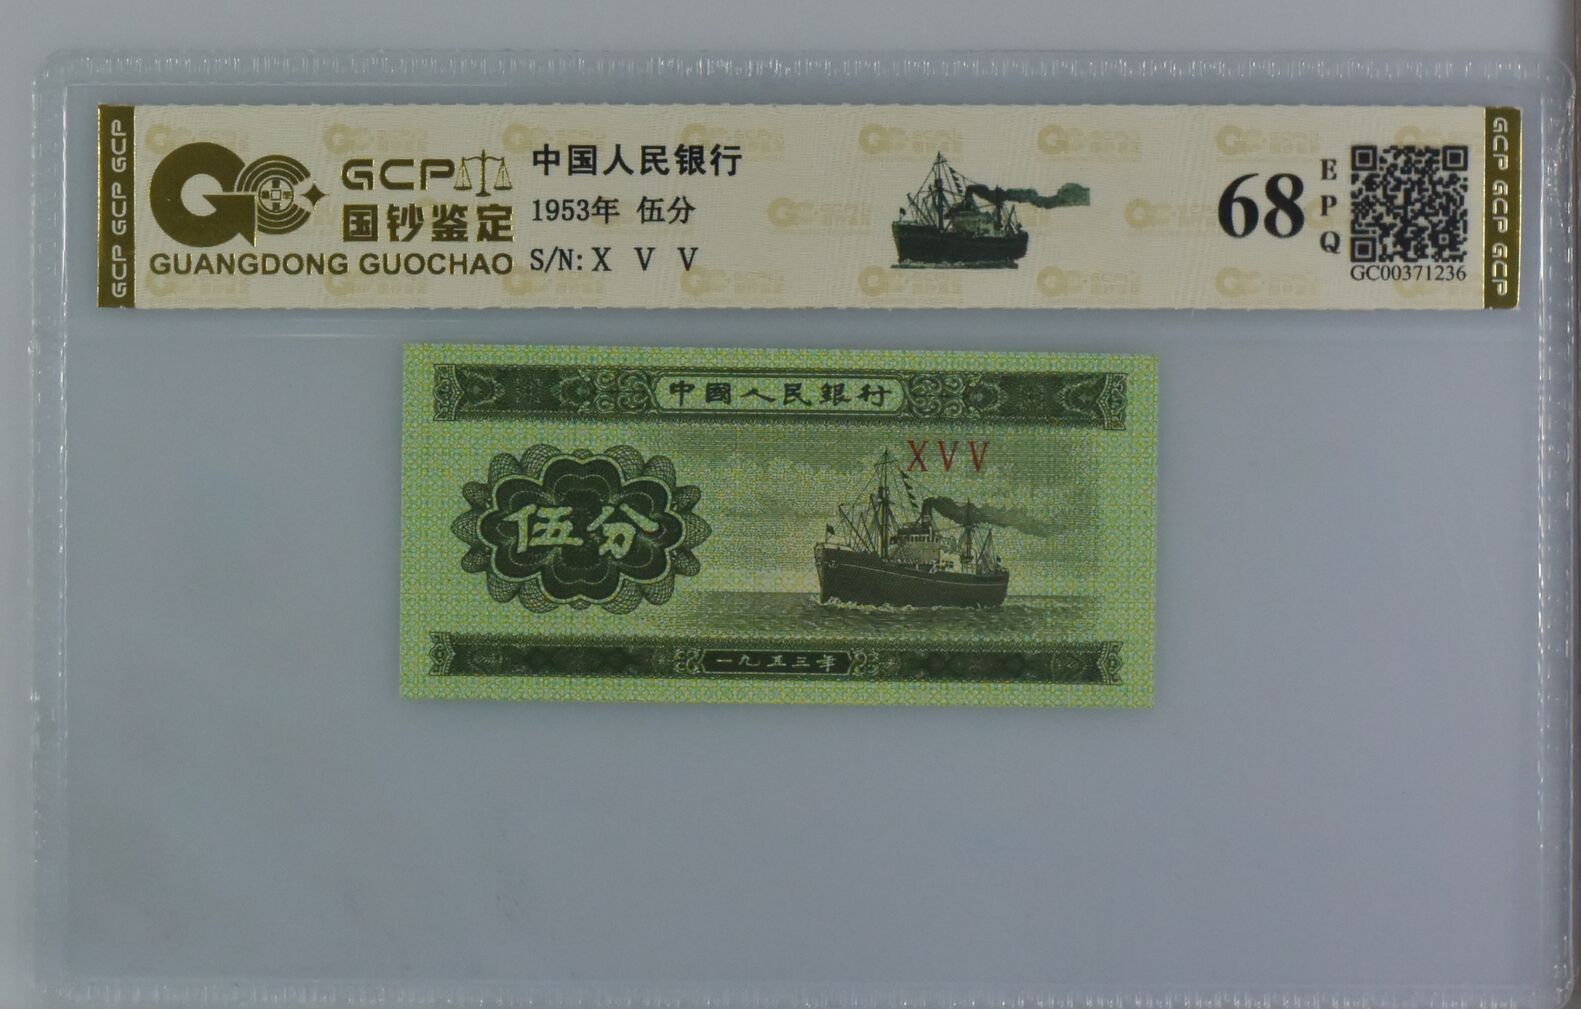 GCP GCP GCP
GCP
国钞鉴定
GUANGDONG GUOCHAO
中国人民银行
1953年 伍分
S/N: X V V
68
E
P
Q
GC00371236
GCP GCP GCP
中國人民銀行
XVV
伍分
一九五三年